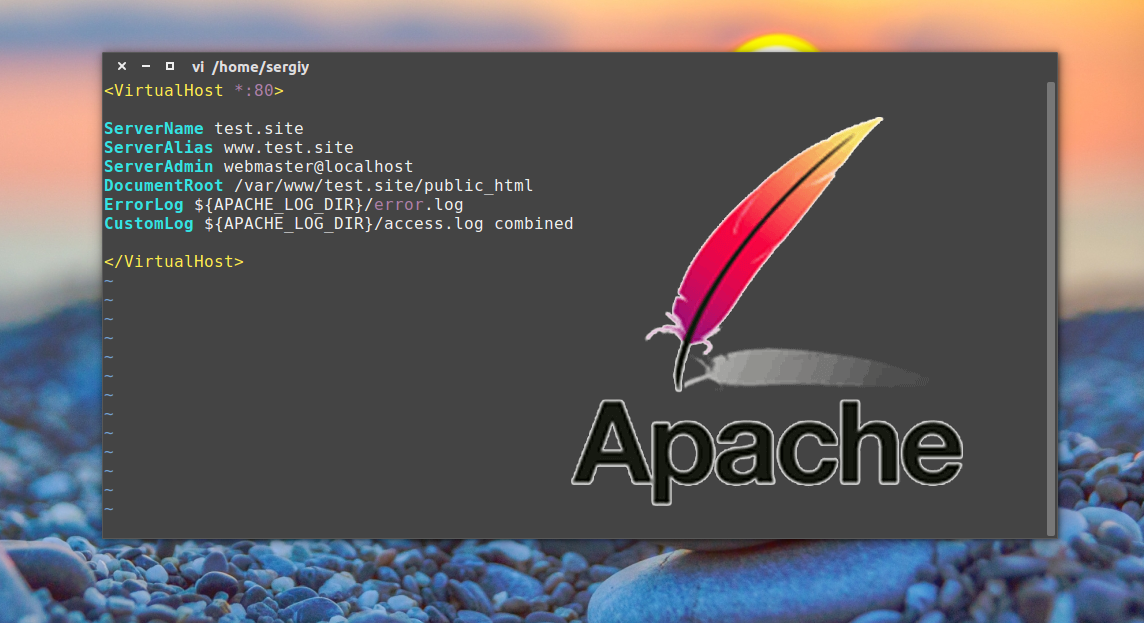 vi /home/sergiy
<VirtualHost *:80>
ServerName test.site
ServerAlias www.test.site
ServerAdmin webmaster@localhost
DocumentRoot /var/www/test.site/public_html
ErrorLog ${APACHE_LOG_DIR}/error.log
CustomLog ${APACHE_LOG_DIR}/access.log combined
</VirtualHost>
~
~
~
~
~
~
~
~
~
~
~
~
~
Apache